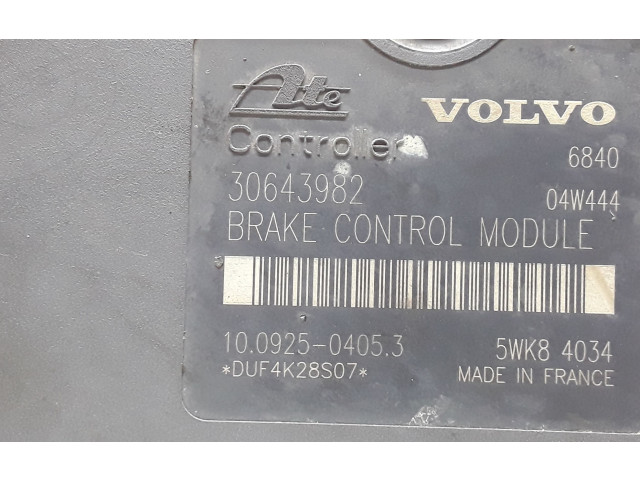 Ate VOLVO
Controller 6840
30643982 04W444
BRAKE CONTROL MODULE
10.0925-0405.3 5WK8 4034
*DUF4K28S07* MADE IN FRANCE